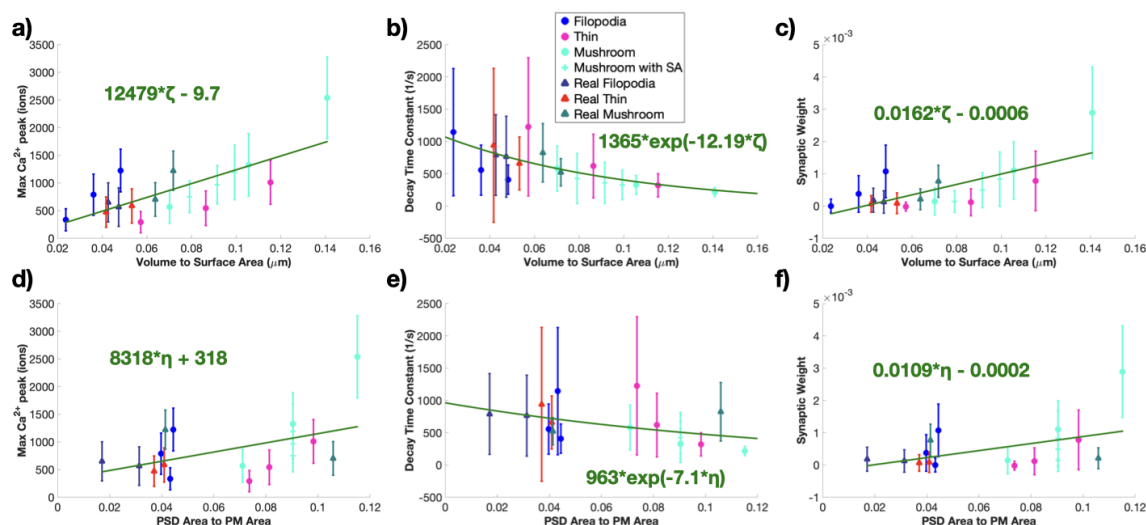 a)
Max Ca²⁺ peak (ions)
3500
3000
2500
2000
1500
1000
500
0
12479*ζ – 9.7
0.02
0.04
0.06
0.08
0.1
0.12
0.14
0.16
Volume to Surface Area (μm)
b)
Decay Time Constant (1/s)
2500
2000
1500
1000
500
0
-500
Filopodia
Thin
Mushroom
Mushroom with SA
Real Filopodia
Real Thin
Real Mushroom
1365*exp(-12.19*ζ)
0.02
0.04
0.06
0.08
0.1
0.12
0.14
0.16
Volume to Surface Area (μm)
c)
Synaptic Weight
×10⁻³
5
4
3
2
1
0
-1
0.0162*ζ – 0.0006
0.02
0.04
0.06
0.08
0.1
0.12
0.14
0.16
Volume to Surface Area (μm)
d)
Max Ca²⁺ peak (ions)
3500
3000
2500
2000
1500
1000
500
0
8318*η + 318
0
0.02
0.04
0.06
0.08
0.1
0.12
PSD Area to PM Area
e)
Decay Time Constant (1/s)
2500
2000
1500
1000
500
0
-500
963*exp(-7.1*η)
0
0.02
0.04
0.06
0.08
0.1
0.12
PSD Area to PM Area
f)
Synaptic Weight
×10⁻³
5
4
3
2
1
0
-1
0.0109*η – 0.0002
0
0.02
0.04
0.06
0.08
0.1
0.12
PSD Area to PM Area